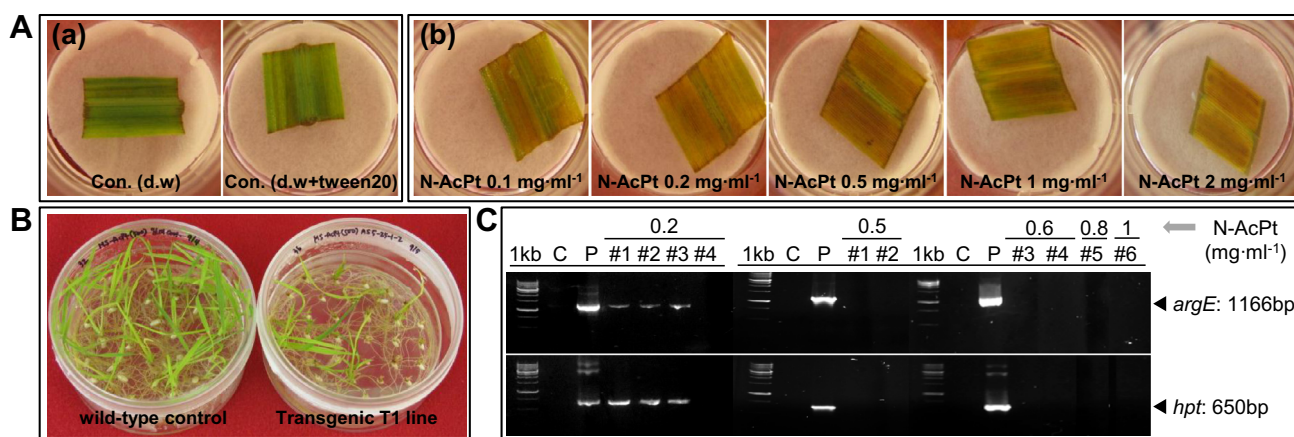 A (a) (b)
Con. (d.w) Con. (d.w+tween20) N-AcPt 0.1 mg·ml-1 N-AcPt 0.2 mg·ml-1 N-AcPt 0.5 mg·ml-1 N-AcPt 1 mg·ml-1 N-AcPt 2 mg·ml-1
B
wild-type control Transgenic T1 line
C
0.2 0.5 0.6 0.8 1 N-AcPt
1kb C P #1 #2 #3 #4 1kb C P #1 #2 1kb C P #3 #4 #5 #6 (mg·ml-1)
argE: 1166bp
hpt: 650bp